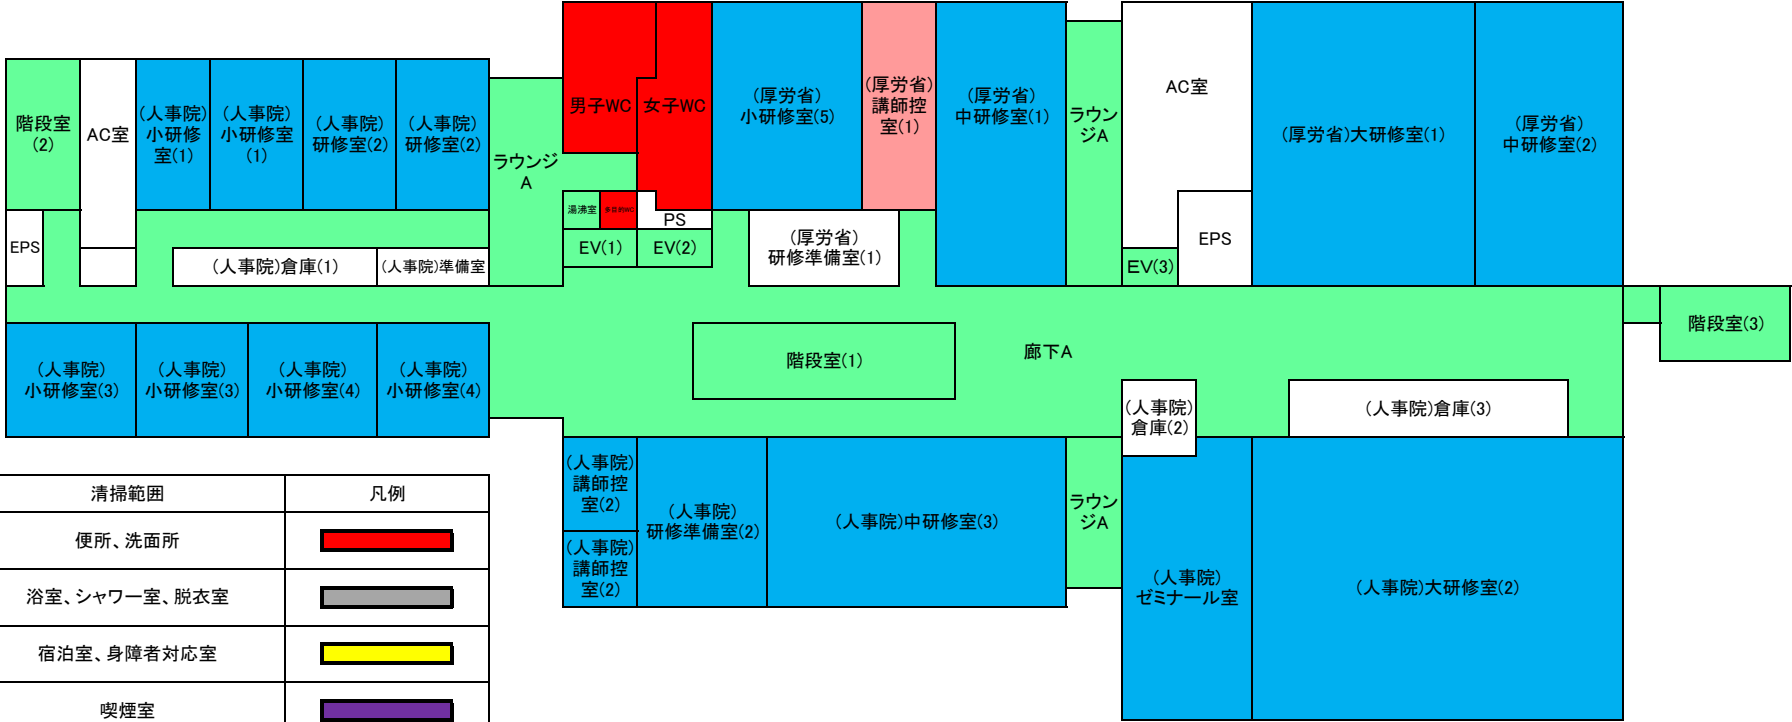 階段室
(2)
AC室
(人事院)
小研修
室(1)
(人事院)
小研修室
(1)
(人事院)
研修室(2)
(人事院)
研修室(2)
ラウンジ
A
男子WC
女子WC
(厚労省)
小研修室(5)
(厚労省)
講師控
室(1)
(厚労省)
中研修室(1)
ラウン
ジA
AC室
(厚労省)大研修室(1)
(厚労省)
中研修室(2)
EPS
(人事院)倉庫(1)
(人事院)準備室
湯沸室
多目的WC
PS
EV(1)
EV(2)
(厚労省)
研修準備室(1)
EV(3)
EPS
階段室(3)
(人事院)
小研修室(3)
(人事院)
小研修室(3)
(人事院)
小研修室(4)
(人事院)
小研修室(4)
階段室(1)
廊下A
(人事院)
倉庫(2)
(人事院)倉庫(3)
(人事院)
講師控
室(2)
(人事院)
講師控
室(2)
(人事院)
研修準備室(2)
(人事院)中研修室(3)
ラウン
ジA
(人事院)
ゼミナール室
(人事院)大研修室(2)
清掃範囲
凡例
便所、洗面所
浴室、シャワー室、脱衣室
宿泊室、身障者対応室
喫煙室